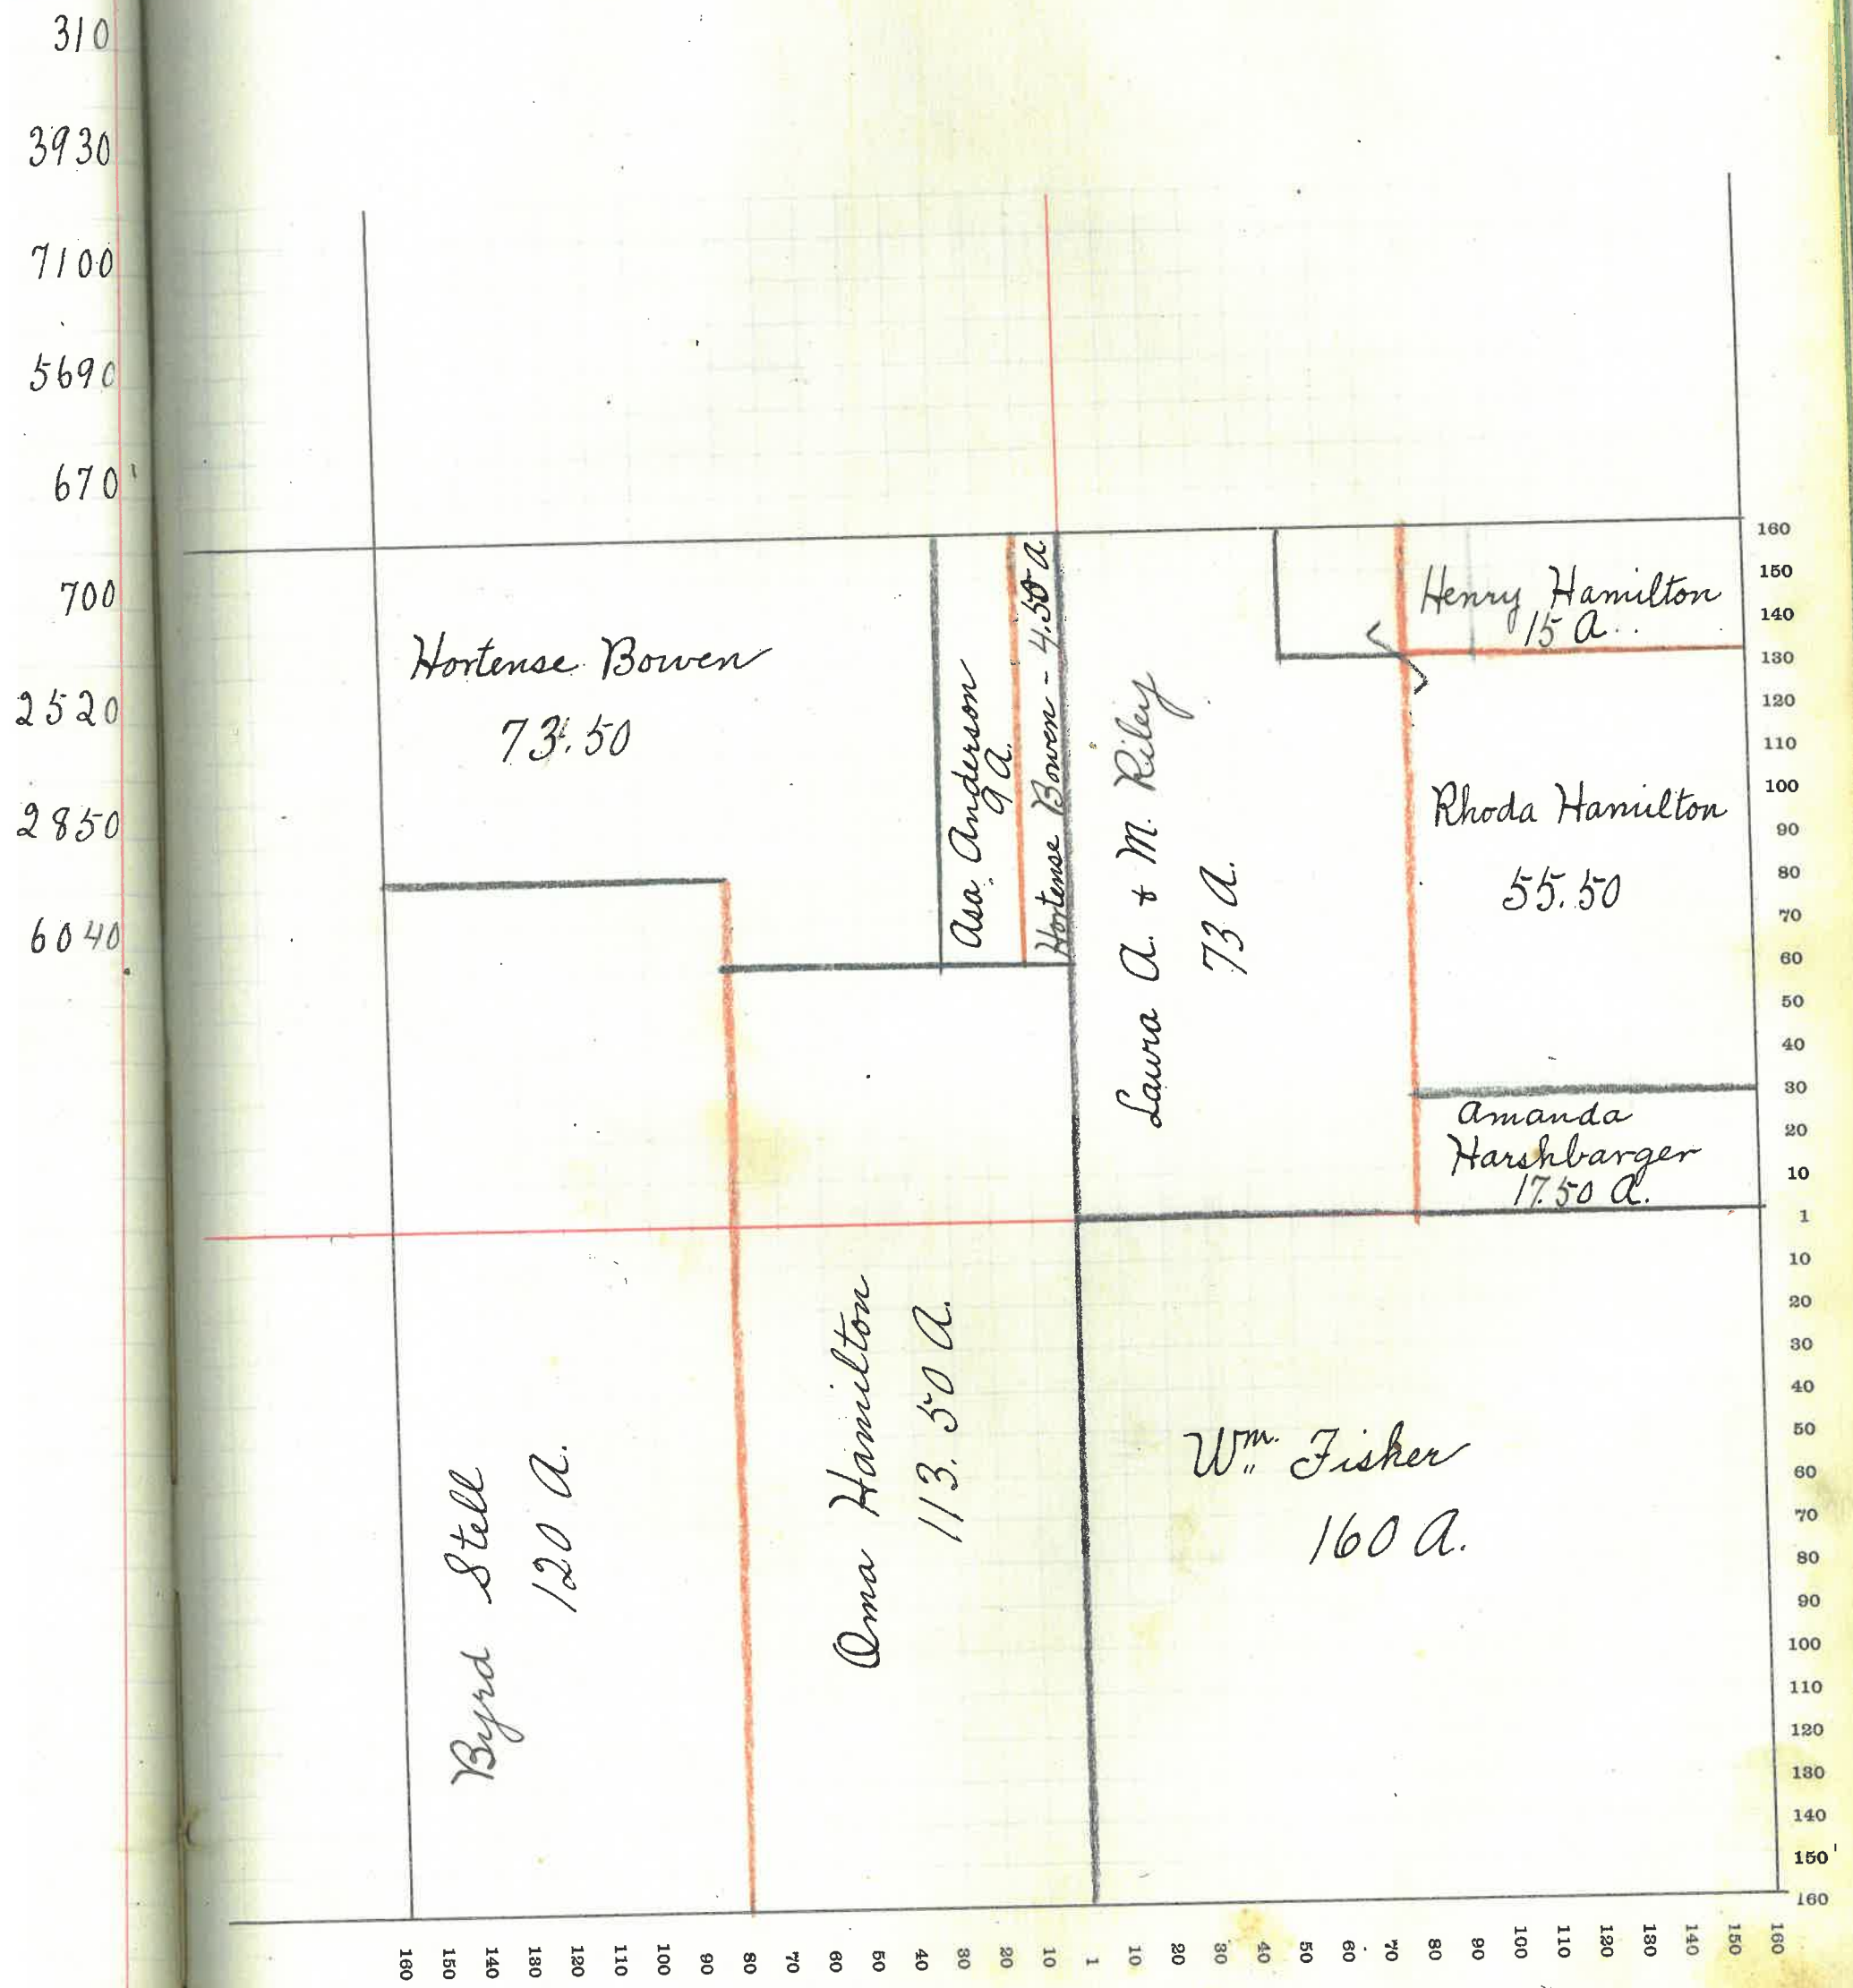 310
3930
7100
5690
670
700
2520
2850
6040
Hortense Bowen
73.50
Asa Anderson
9 A.
Hortense Bowen - 4.50 A
Laura A. & M. Riley
73 A.
Henry Hamilton
15 A..
Rhoda Hamilton
55.50
Amanda
Harshbarger
17.50 A.
Byrd Stell
120 A.
Oma Hamilton
113.50 A.
Wm. Fisher
160 A.
160
150
140
130
120
110
100
90
80
70
60
50
40
30
20
10
1
10
20
30
40
50
60
70
80
90
100
110
120
130
140
150
160
160 150 140 130 120 110 100 90 80 70 60 50 40 30 20 10 1 10 20 30 40 50 60 70 80 90 100 110 120 130 140 150 160